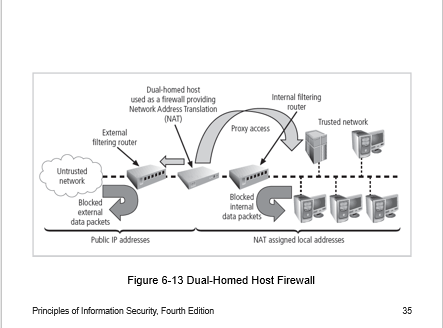 Dual-homed host
used as a firewall providing
Network Address Translation
(NAT)
Internal filtering
router
Trusted network
External
filtering router
Proxy access
Untrusted
network
Blocked
external
data packets
Blocked
internal
data packets
Public IP addresses
NAT assigned local addresses
Figure 6-13 Dual-Homed Host Firewall
Principles of Information Security, Fourth Edition
35